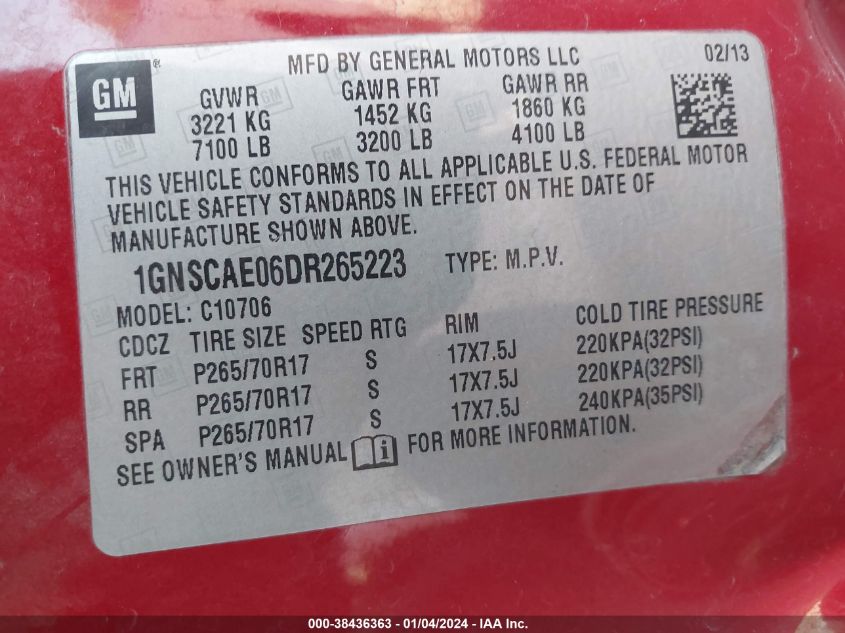 GM ® MFD BY GENERAL MOTORS LLC 02/13
GVWR GAWR FRT GAWR RR
3221 KG 1452 KG 1860 KG
7100 LB 3200 LB 4100 LB
THIS VEHICLE CONFORMS TO ALL APPLICABLE U.S. FEDERAL MOTOR
VEHICLE SAFETY STANDARDS IN EFFECT ON THE DATE OF
MANUFACTURE SHOWN ABOVE.
1GNSCAE06DR265223 TYPE: M.P.V.
MODEL: C10706
CDCZ TIRE SIZE SPEED RTG RIM COLD TIRE PRESSURE
FRT P265/70R17 S 17X7.5J 220KPA(32PSI)
RR P265/70R17 S 17X7.5J 220KPA(32PSI)
SPA P265/70R17 S 17X7.5J 240KPA(35PSI)
SEE OWNER'S MANUAL i FOR MORE INFORMATION.
000-38436363 - 01/04/2024 - IAA Inc.